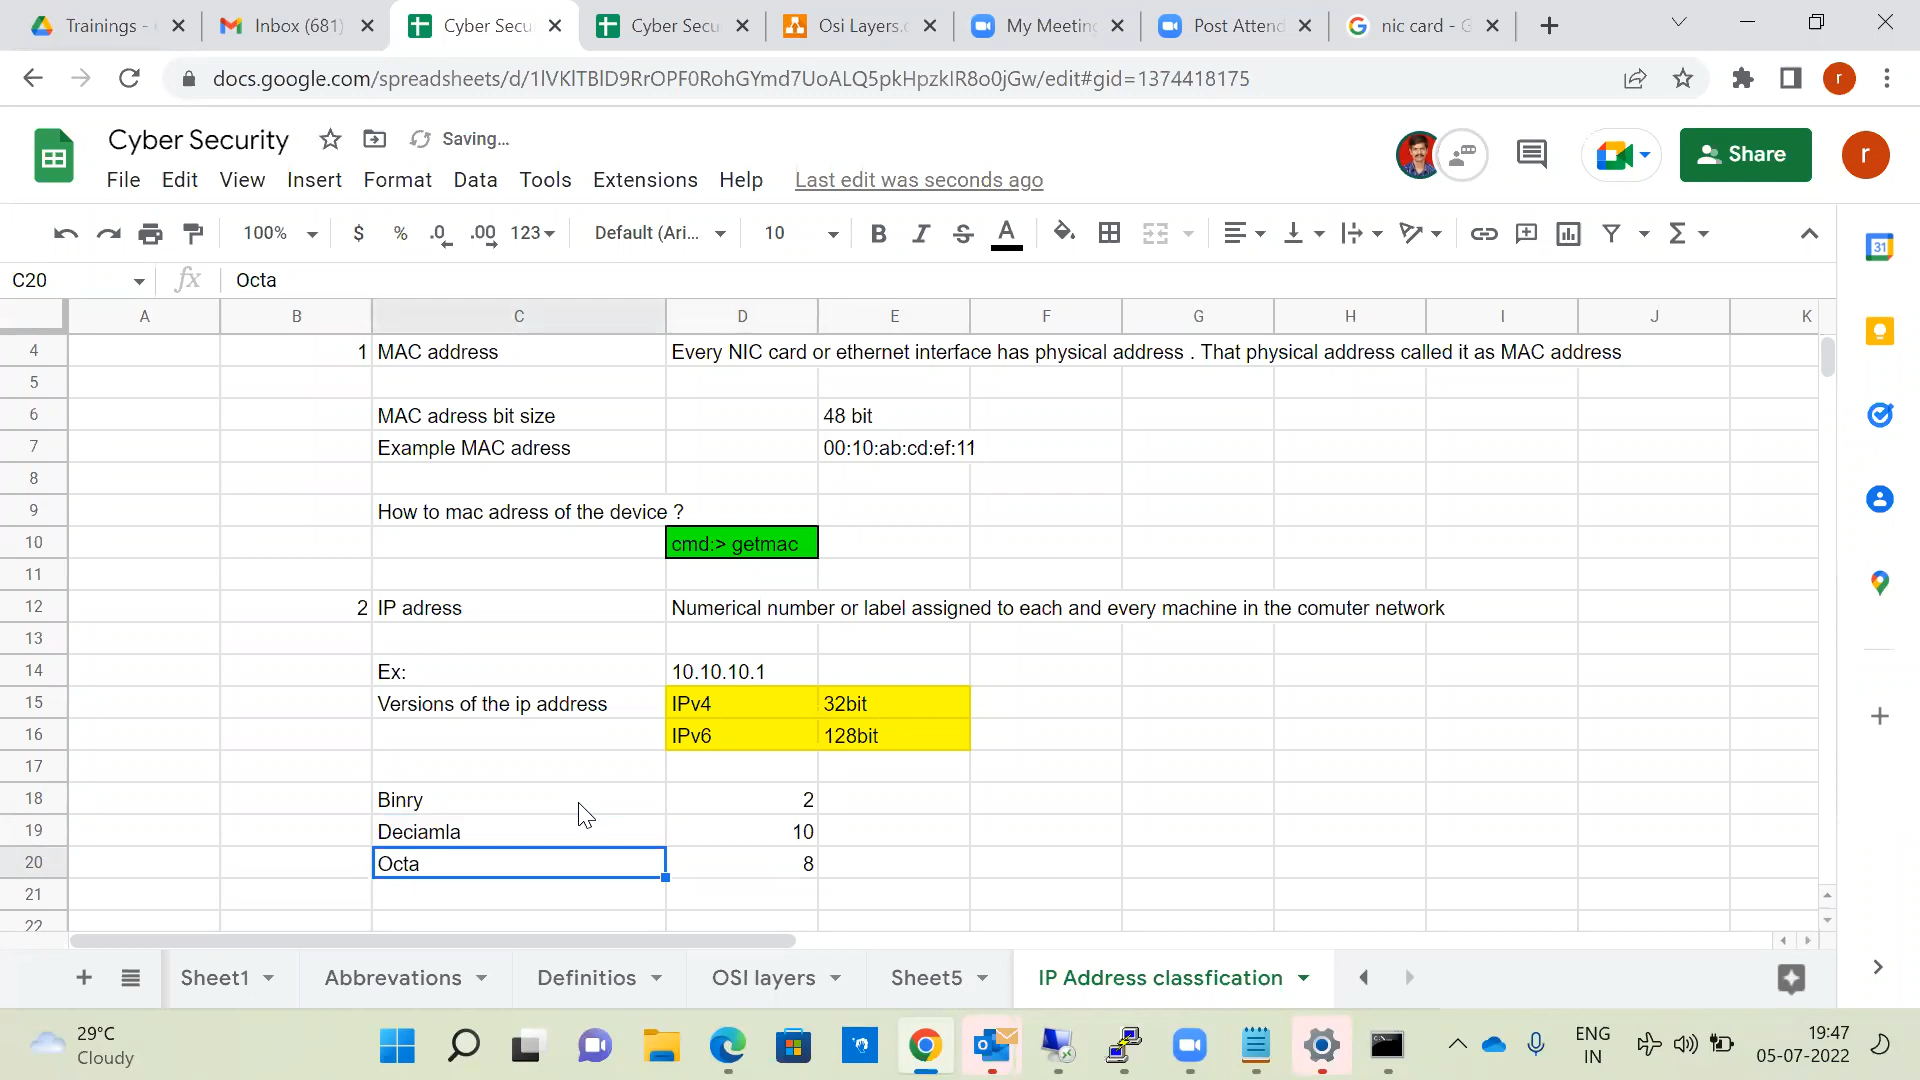 Trainings -
Inbox (681)
Cyber Secu
Cyber Secu
Osi Layers.
My Meeting
Post Attend
nic card - G
docs.google.com/spreadsheets/d/1lVKlTBlD9RrOPF0RohGYmd7UoALQ5pkHpzkIR8o0jGw/edit#gid=1374418175
r
Cyber Security
Saving...
Share
r
File Edit View Insert Format Data Tools Extensions Help Last edit was seconds ago
100% $ % .0 .00 123 Default (Ari... 10 B I S A
31
C20 fx Octa
A B C D E F G H I J K
4 1 MAC address Every NIC card or ethernet interface has physical address . That physical address called it as MAC address
5
6 MAC adress bit size 48 bit
7 Example MAC adress 00:10:ab:cd:ef:11
8
9 How to mac adress of the device ?
10 cmd:> getmac
11
12 2 IP adress Numerical number or label assigned to each and every machine in the comuter network
13
14 Ex: 10.10.10.1
15 Versions of the ip address IPv4 32bit
16 IPv6 128bit
17
18 Binry 2
19 Deciamla 10
20 Octa 8
21
22
Sheet1 Abbrevations Definitios OSI layers Sheet5 IP Address classfication
29°C
Cloudy
ENG
IN
19:47
05-07-2022